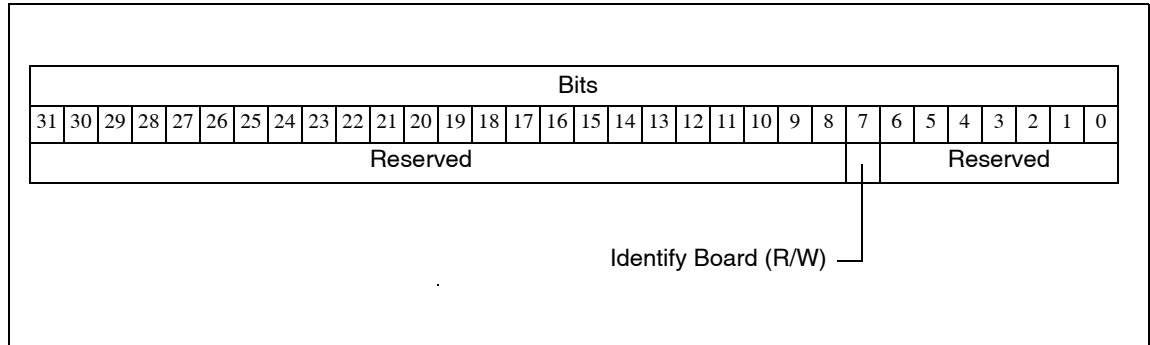 Bits
31 30 29 28 27 26 25 24 23 22 21 20 19 18 17 16 15 14 13 12 11 10 9 8 7 6 5 4 3 2 1 0
Reserved Reserved
Identify Board (R/W)